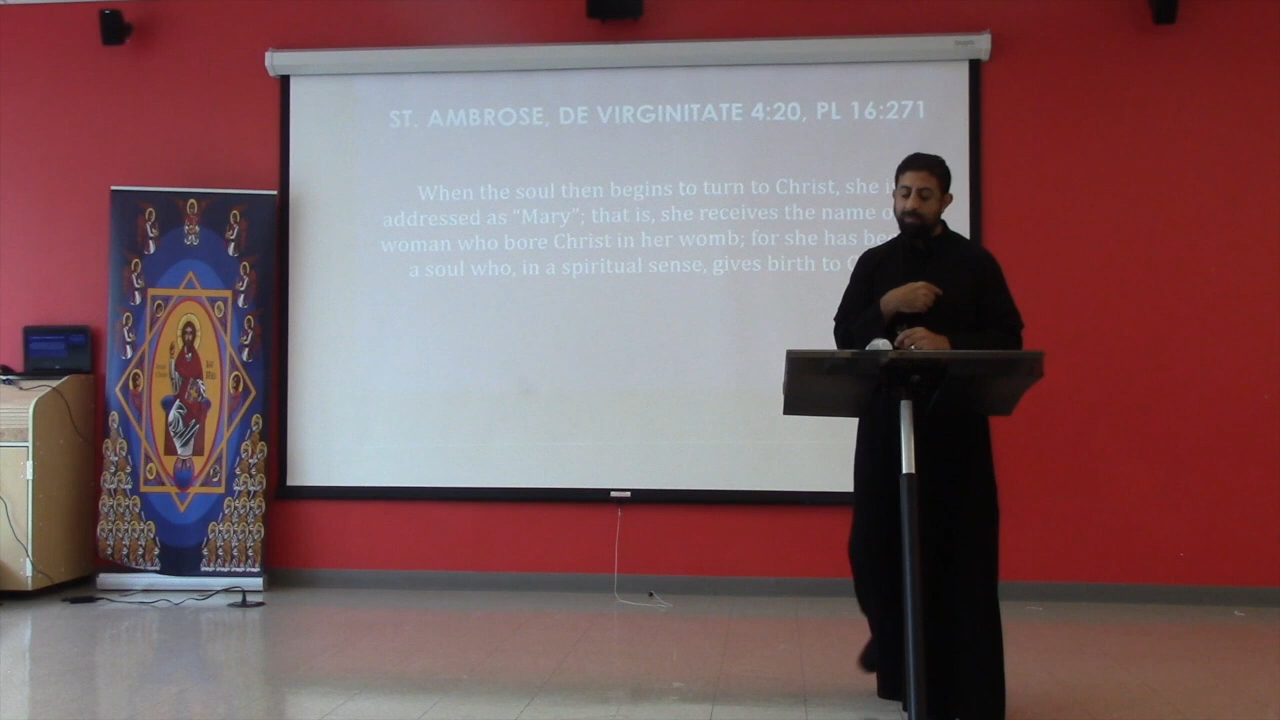 ST. AMBROSE, DE VIRGINITATE 4:20, PL 16:271
When the soul then begins to turn to Christ, she
addressed as “Mary”; that is, she receives the name
woman who bore Christ in her womb; for she has
a soul who, in a spiritual sense, gives birth to